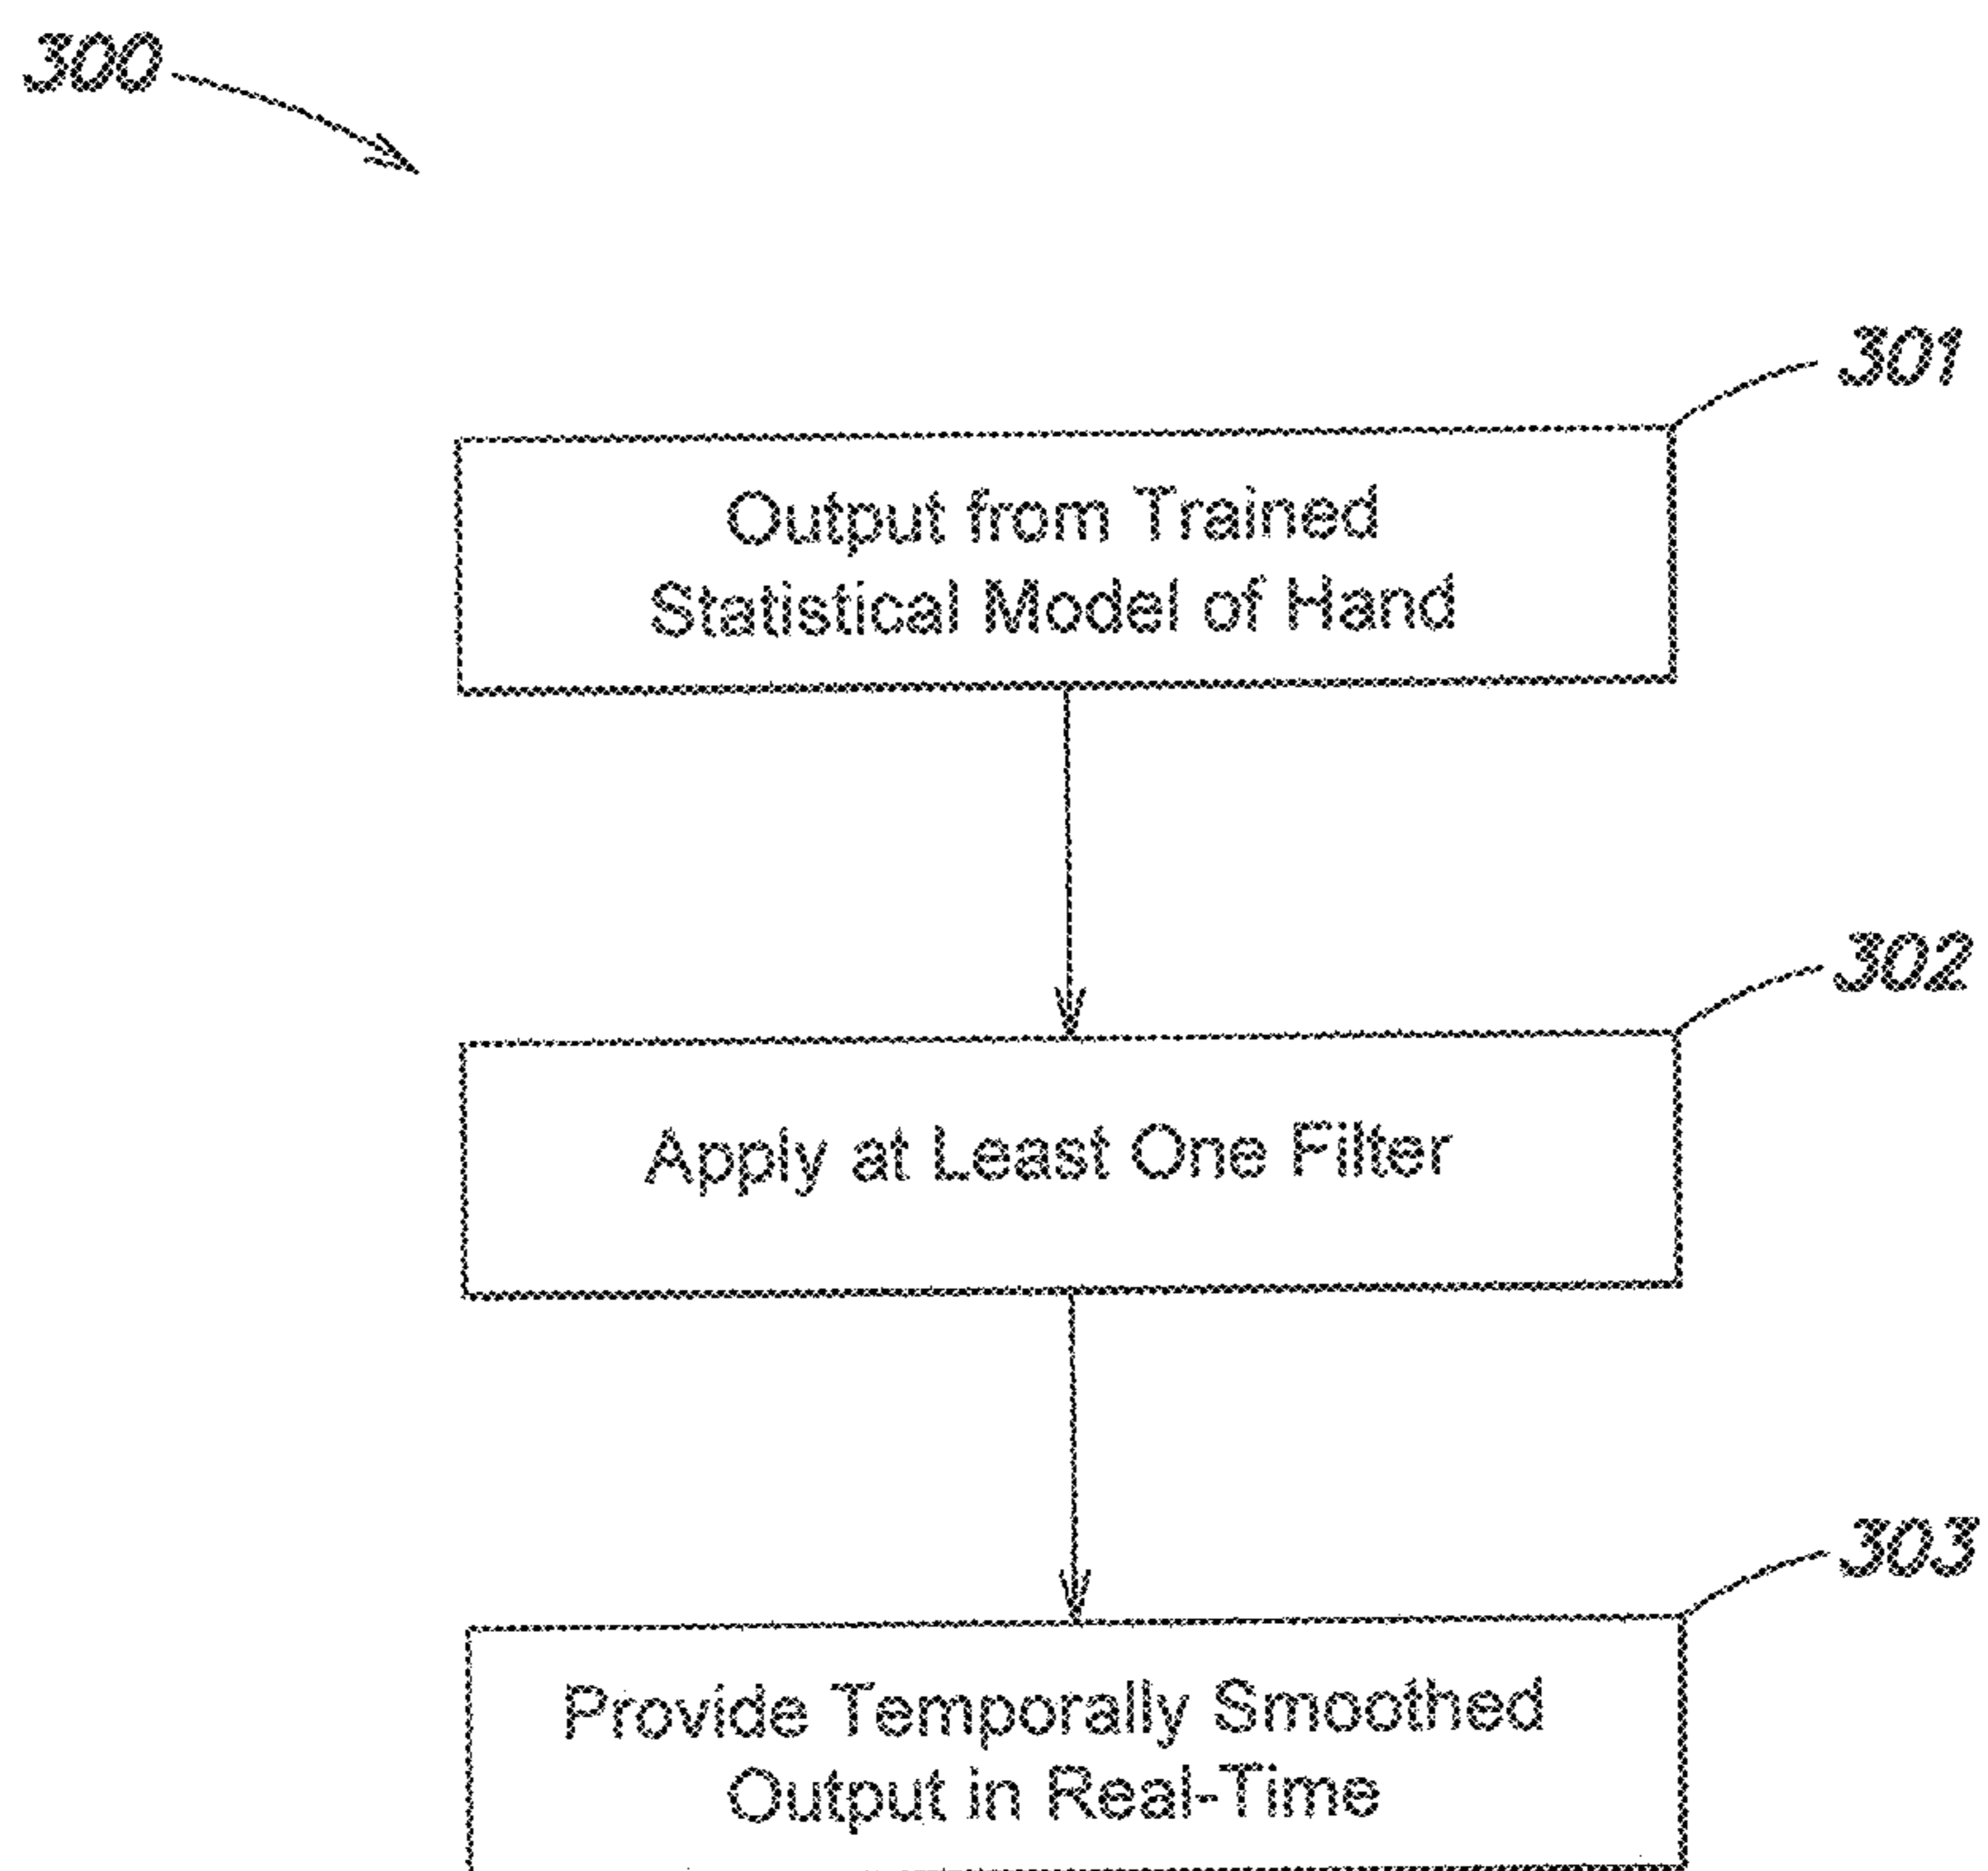 300
301
Output from Trained
Statistical Model of Hand
302
Apply at Least One Filter
303
Provide Temporally Smoothed
Output in Real-Time